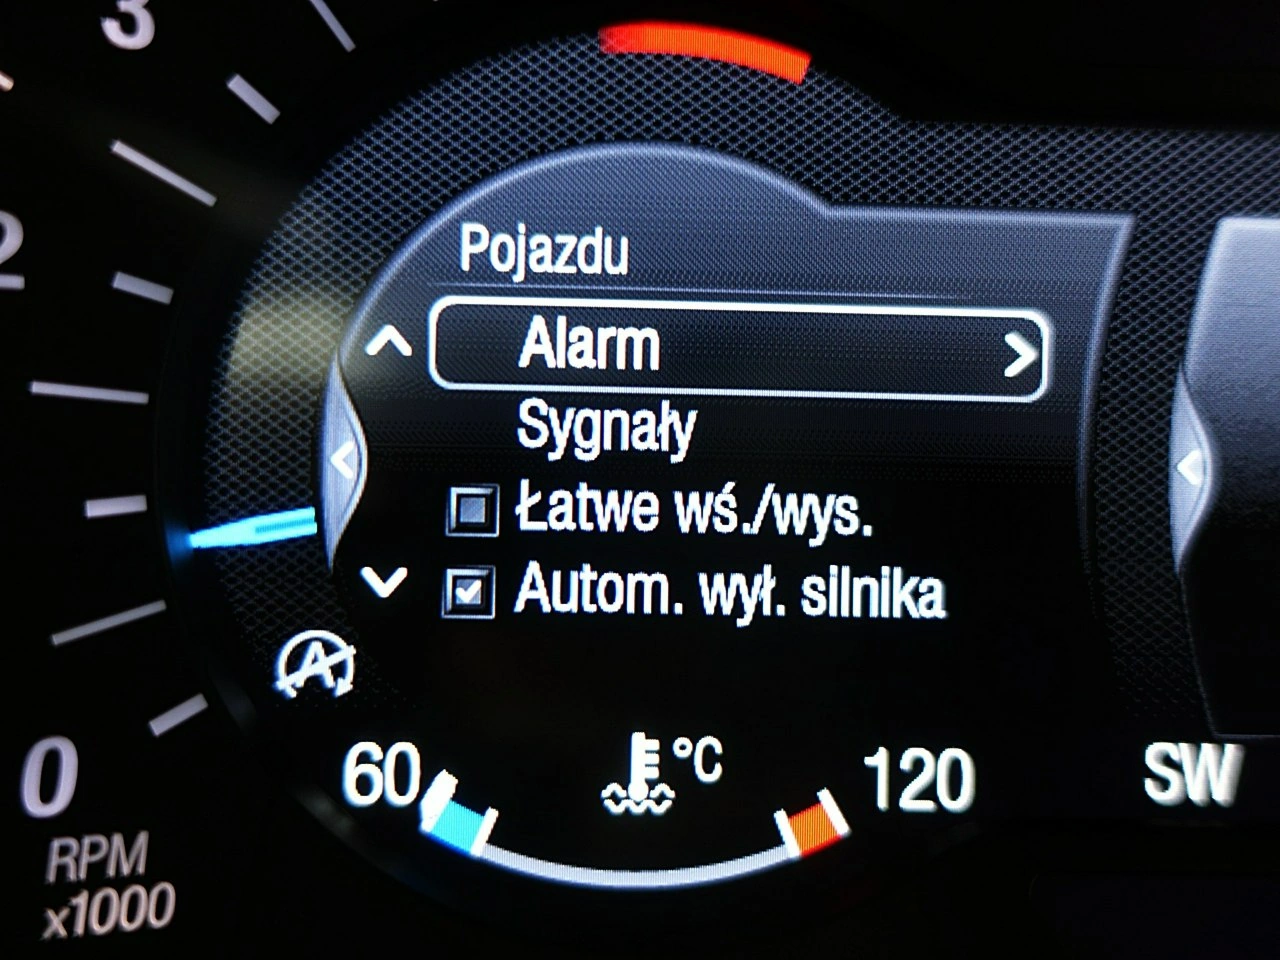 3
2
Pojazdu
Alarm
Sygnały
Łatwe wś./wys.
Autom. wył. silnika
A
60 °C 120 SW
0
RPM
x1000